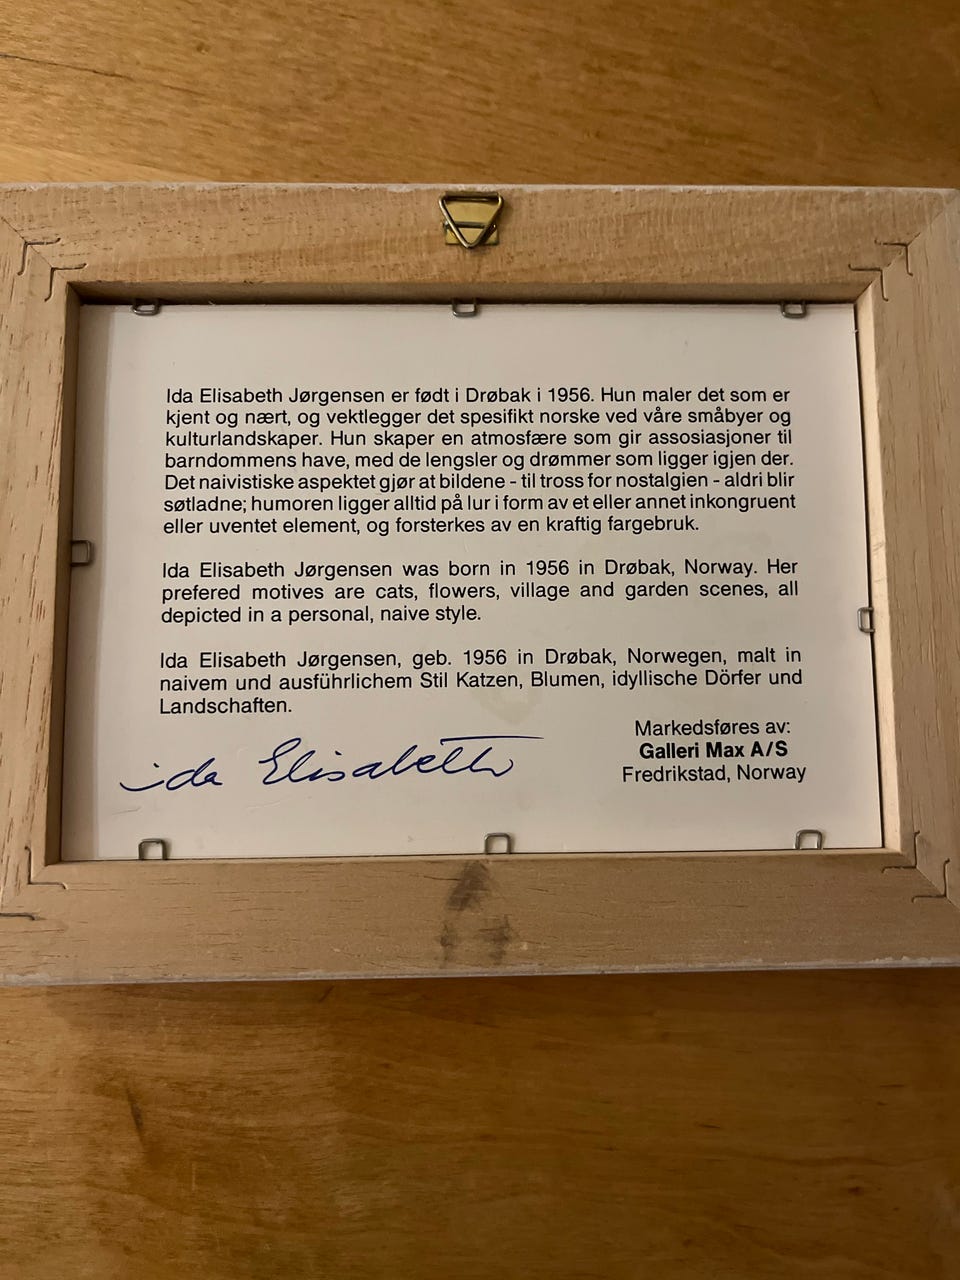 Ida Elisabeth Jørgensen er født i Drøbak i 1956. Hun maler det som er
kjent og nært, og vektlegger det spesifikt norske ved våre småbyer og
kulturlandskaper. Hun skaper en atmosfære som gir assosiasjoner til
barndommens have, med de lengsler og drømmer som ligger igjen der.
Det naivistiske aspektet gjør at bildene - til tross for nostalgien - aldri blir
søtladne; humoren ligger alltid på lur i form av et eller annet inkongruent
eller uventet element, og forsterkes av en kraftig fargebruk.
Ida Elisabeth Jørgensen was born in 1956 in Drøbak, Norway. Her
prefered motives are cats, flowers, village and garden scenes, all
depicted in a personal, naive style.
Ida Elisabeth Jørgensen, geb. 1956 in Drøbak, Norwegen, malt in
naivem und ausführlichem Stil Katzen, Blumen, idyllische Dörfer und
Landschaften.
ida Elisabeth
Markedsføres av:
Galleri Max A/S
Fredrikstad, Norway